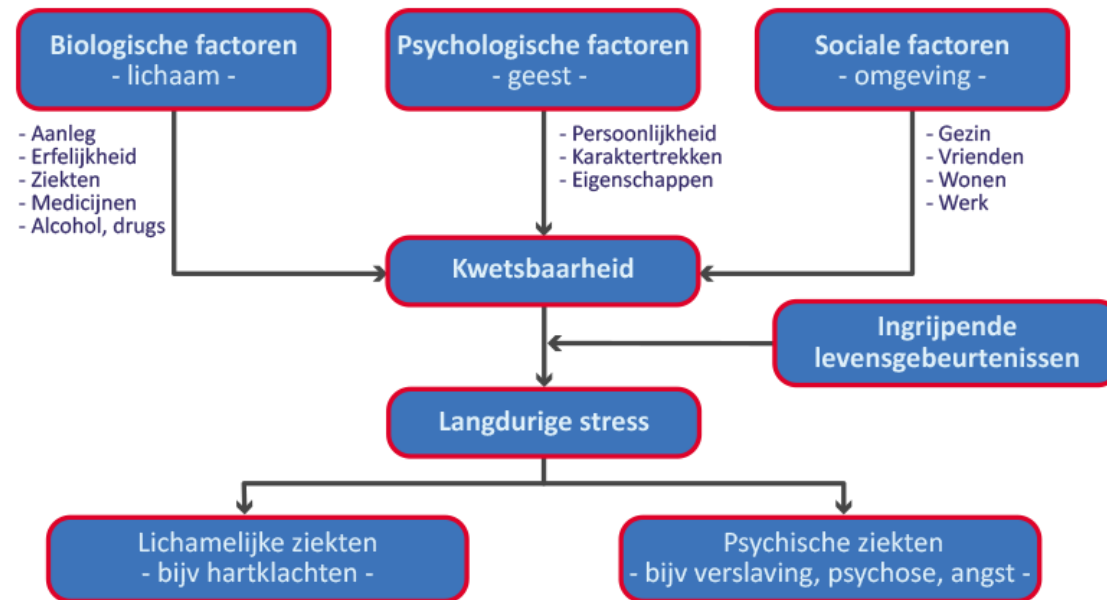 Biologische factoren
- lichaam -
Psychologische factoren
- geest -
Sociale factoren
- omgeving -
- Aanleg
- Erfelijkheid
- Ziekten
- Medicijnen
- Alcohol, drugs
- Persoonlijkheid
- Karaktertrekken
- Eigenschappen
- Gezin
- Vrienden
- Wonen
- Werk
Kwetsbaarheid
Ingrijpende
levensgebeurtenissen
Langdurige stress
Lichamelijke ziekten
- bijv hartklachten -
Psychische ziekten
- bijv verslaving, psychose, angst -